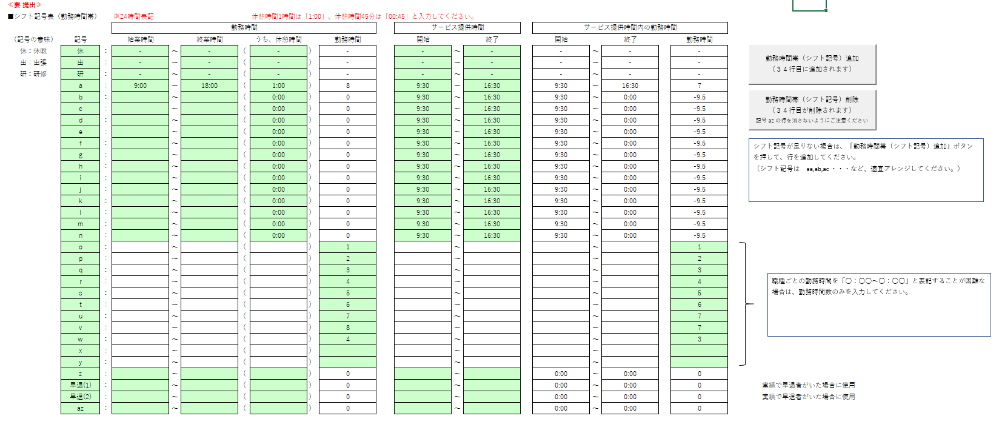 ≪要 提出≫
■シフト記号表（勤務時間帯） ※24時間表記 休憩時間1時間は「1:00」、休憩時間45分は「00:45」と入力してください。
勤務時間 サービス提供時間 サービス提供時間内の勤務時間
（記号の意味） 記号 始業時間 終業時間 うち、休憩時間 勤務時間 開始 終了 開始 終了 勤務時間
休：休暇 休 ： - ～ - （ - ） - - ～ - - ～ - -
出：出張 出 ： - ～ - （ - ） - - ～ - - ～ - -
研：研修 研 ： - ～ - （ - ） - - ～ - - ～ - -
a ： 9:00 ～ 18:00 （ 1:00 ） 8 9:30 ～ 16:30 9:30 ～ 16:30 7
b ： ～ （ 0:00 ） 0 9:30 ～ 16:30 9:30 ～ 0:00 -9.5
c ： ～ （ 0:00 ） 0 9:30 ～ 16:30 9:30 ～ 0:00 -9.5
d ： ～ （ 0:00 ） 0 9:30 ～ 16:30 9:30 ～ 0:00 -9.5
e ： ～ （ 0:00 ） 0 9:30 ～ 16:30 9:30 ～ 0:00 -9.5
f ： ～ （ 0:00 ） 0 9:30 ～ 16:30 9:30 ～ 0:00 -9.5
g ： ～ （ 0:00 ） 0 9:30 ～ 16:30 9:30 ～ 0:00 -9.5
h ： ～ （ 0:00 ） 0 9:30 ～ 16:30 9:30 ～ 0:00 -9.5
i ： ～ （ 0:00 ） 0 9:30 ～ 16:30 9:30 ～ 0:00 -9.5
j ： ～ （ 0:00 ） 0 9:30 ～ 16:30 9:30 ～ 0:00 -9.5
k ： ～ （ 0:00 ） 0 9:30 ～ 16:30 9:30 ～ 0:00 -9.5
l ： ～ （ 0:00 ） 0 9:30 ～ 16:30 9:30 ～ 0:00 -9.5
m ： ～ （ 0:00 ） 0 9:30 ～ 16:30 9:30 ～ 0:00 -9.5
n ： ～ （ 0:00 ） 0 9:30 ～ 16:30 9:30 ～ 0:00 -9.5
o ： ～ （ ） 1 ～ ～ 1
p ： ～ （ ） 2 ～ ～ 2
q ： ～ （ ） 3 ～ ～ 3
r ： ～ （ ） 4 ～ ～ 4
s ： ～ （ ） 5 ～ ～ 5
t ： ～ （ ） 6 ～ ～ 6
u ： ～ （ ） 7 ～ ～ 7
v ： ～ （ ） 8 ～ ～ 7
w ： ～ （ ） 4 ～ ～ 3
x ： ～ （ ） ～ ～
y ： ～ （ ） ～ ～
z ： ～ （ ） 0 ～ 0:00 ～ 0:00 0
早退(1) ： ～ （ ） 0 ～ 0:00 ～ 0:00 0 実績で早退者がいた場合に使用
早退(2) ： ～ （ ） 0 ～ 0:00 ～ 0:00 0 実績で早退者がいた場合に使用
az ： ～ （ ） 0 ～ 0:00 ～ 0:00 0
勤務時間帯（シフト記号）追加
（３４行目に追加されます）
勤務時間帯（シフト記号）削除
（３４行目が削除されます）
記号 az の行を消さないようにご注意ください
シフト記号が足りない場合は、「勤務時間帯（シフト記号）追加」ボタン
を押して、行を追加してください。
（シフト記号は　aa,ab,ac・・・など、適宜アレンジしてください。）
職種ごとの勤務時間を「〇：〇〇～〇：〇〇」と表記することが困難な
場合は、勤務時間数のみを入力してください。